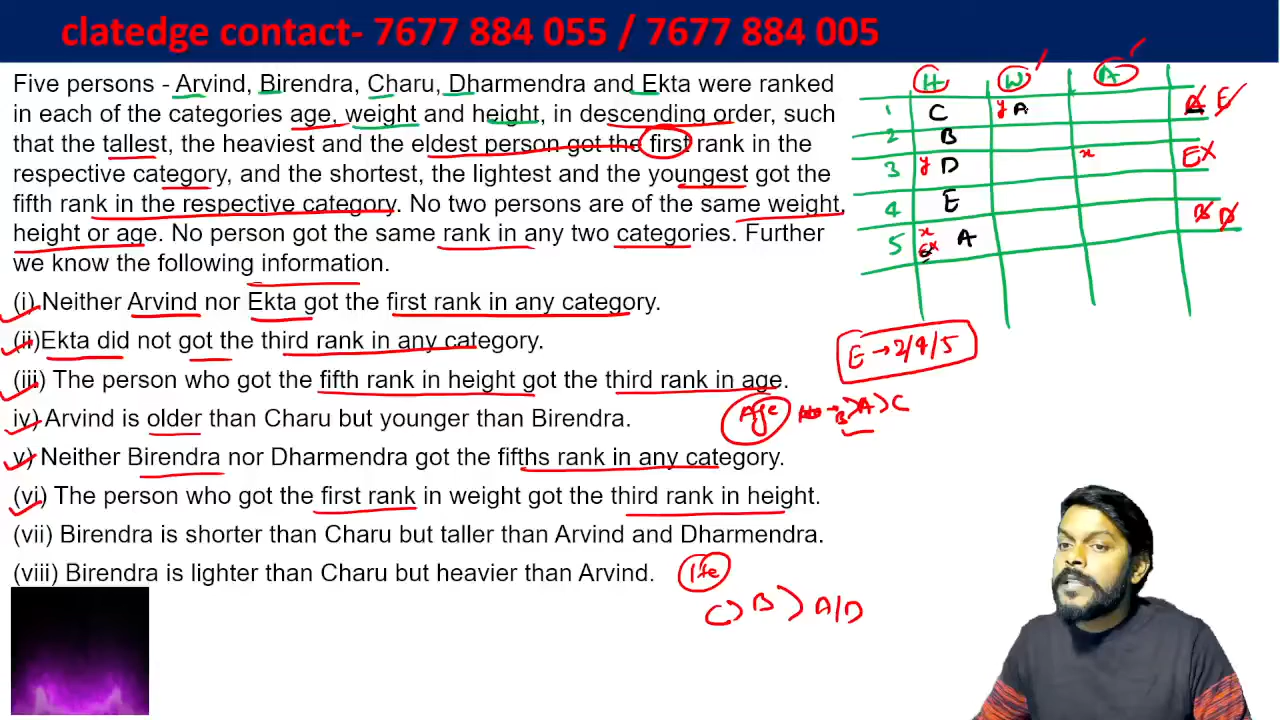 clatedge contact- 7677 884 055 / 7677 884 005
Five persons - Arvind, Birendra, Charu, Dharmendra and Ekta were ranked
in each of the categories age, weight and height, in descending order, such
that the tallest, the heaviest and the eldest person got the first rank in the
respective category, and the shortest, the lightest and the youngest got the
fifth rank in the respective category. No two persons are of the same weight,
height or age. No person got the same rank in any two categories. Further
we know the following information.
(i) Neither Arvind nor Ekta got the first rank in any category.
(ii)Ekta did not got the third rank in any category.
(iii) The person who got the fifth rank in height got the third rank in age.
iv) Arvind is older than Charu but younger than Birendra.
v) Neither Birendra nor Dharmendra got the fifths rank in any category.
(vi) The person who got the first rank in weight got the third rank in height.
(vii) Birendra is shorter than Charu but taller than Arvind and Dharmendra.
(viii) Birendra is lighter than Charu but heavier than Arvind.
H W A
1 C y A A E
2 B
3 y D x E x
4 E B D
5 x A
E x
E → 2/4/5
Age B > A > C
C > B > A/D